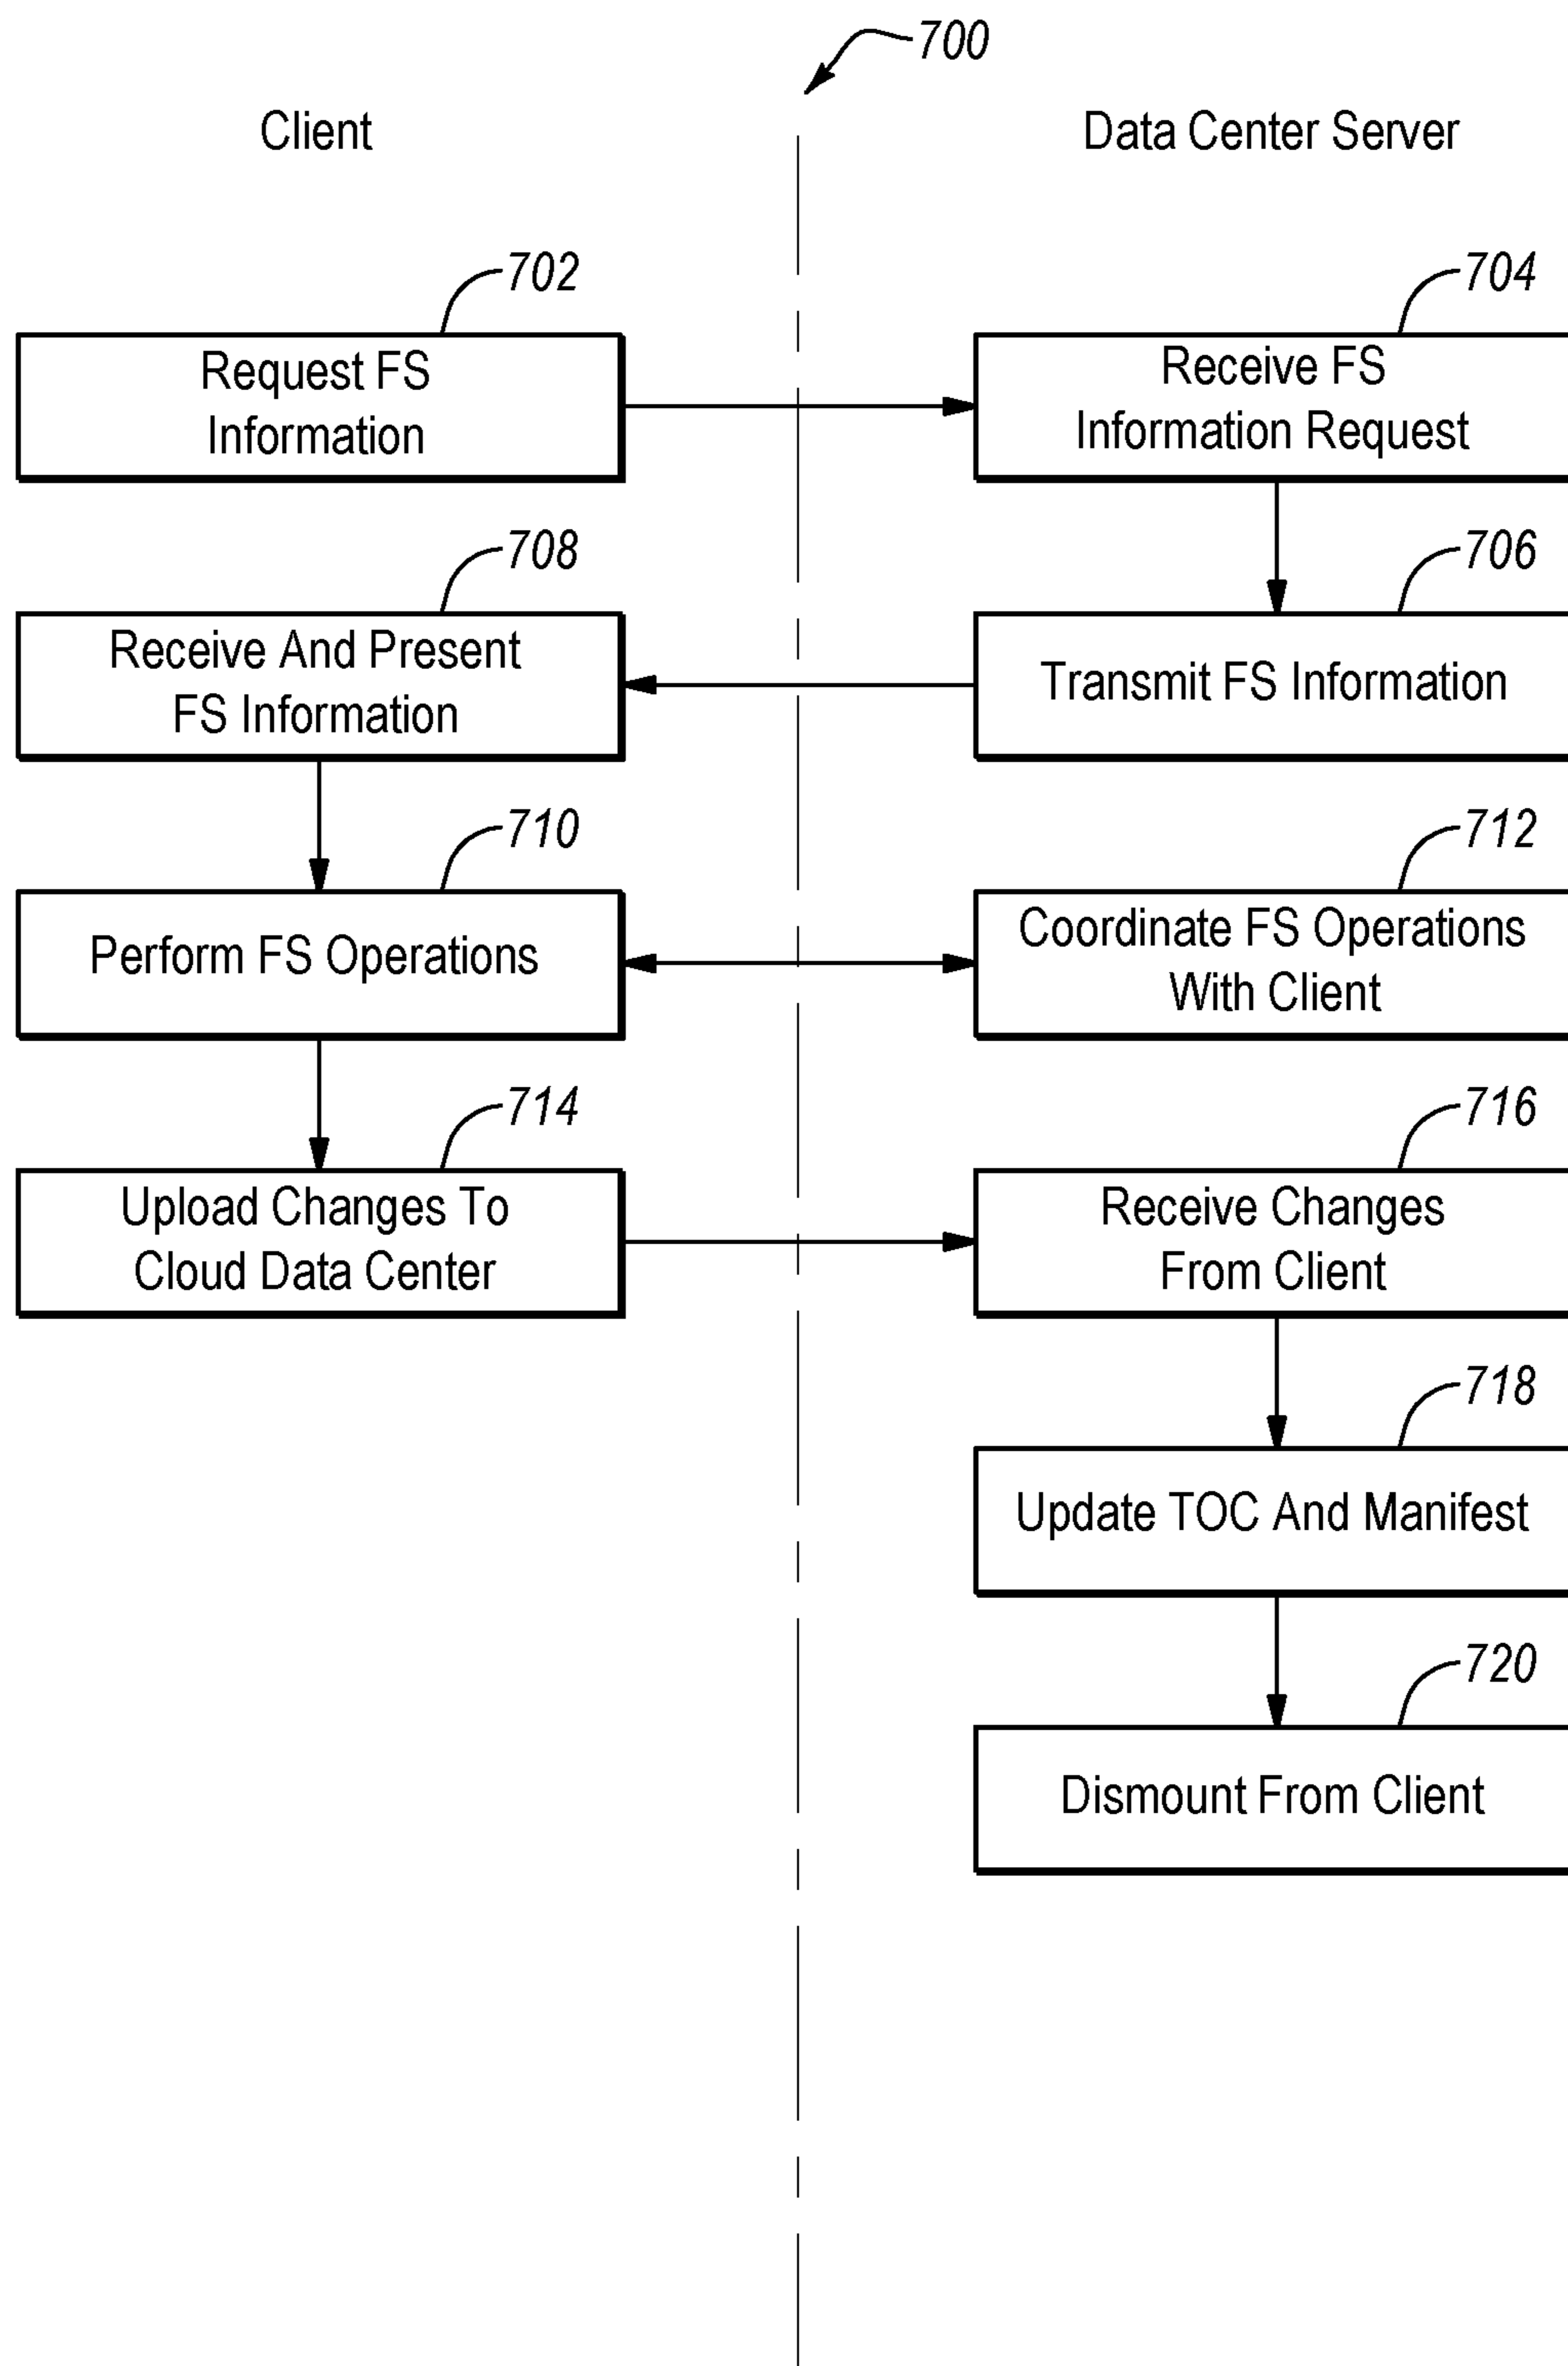 700
Client
Data Center Server
702
704
Request FS
Information
Receive FS
Information Request
708
706
Receive And Present
FS Information
Transmit FS Information
710
712
Perform FS Operations
Coordinate FS Operations
With Client
714
716
Upload Changes To
Cloud Data Center
Receive Changes
From Client
718
Update TOC And Manifest
720
Dismount From Client